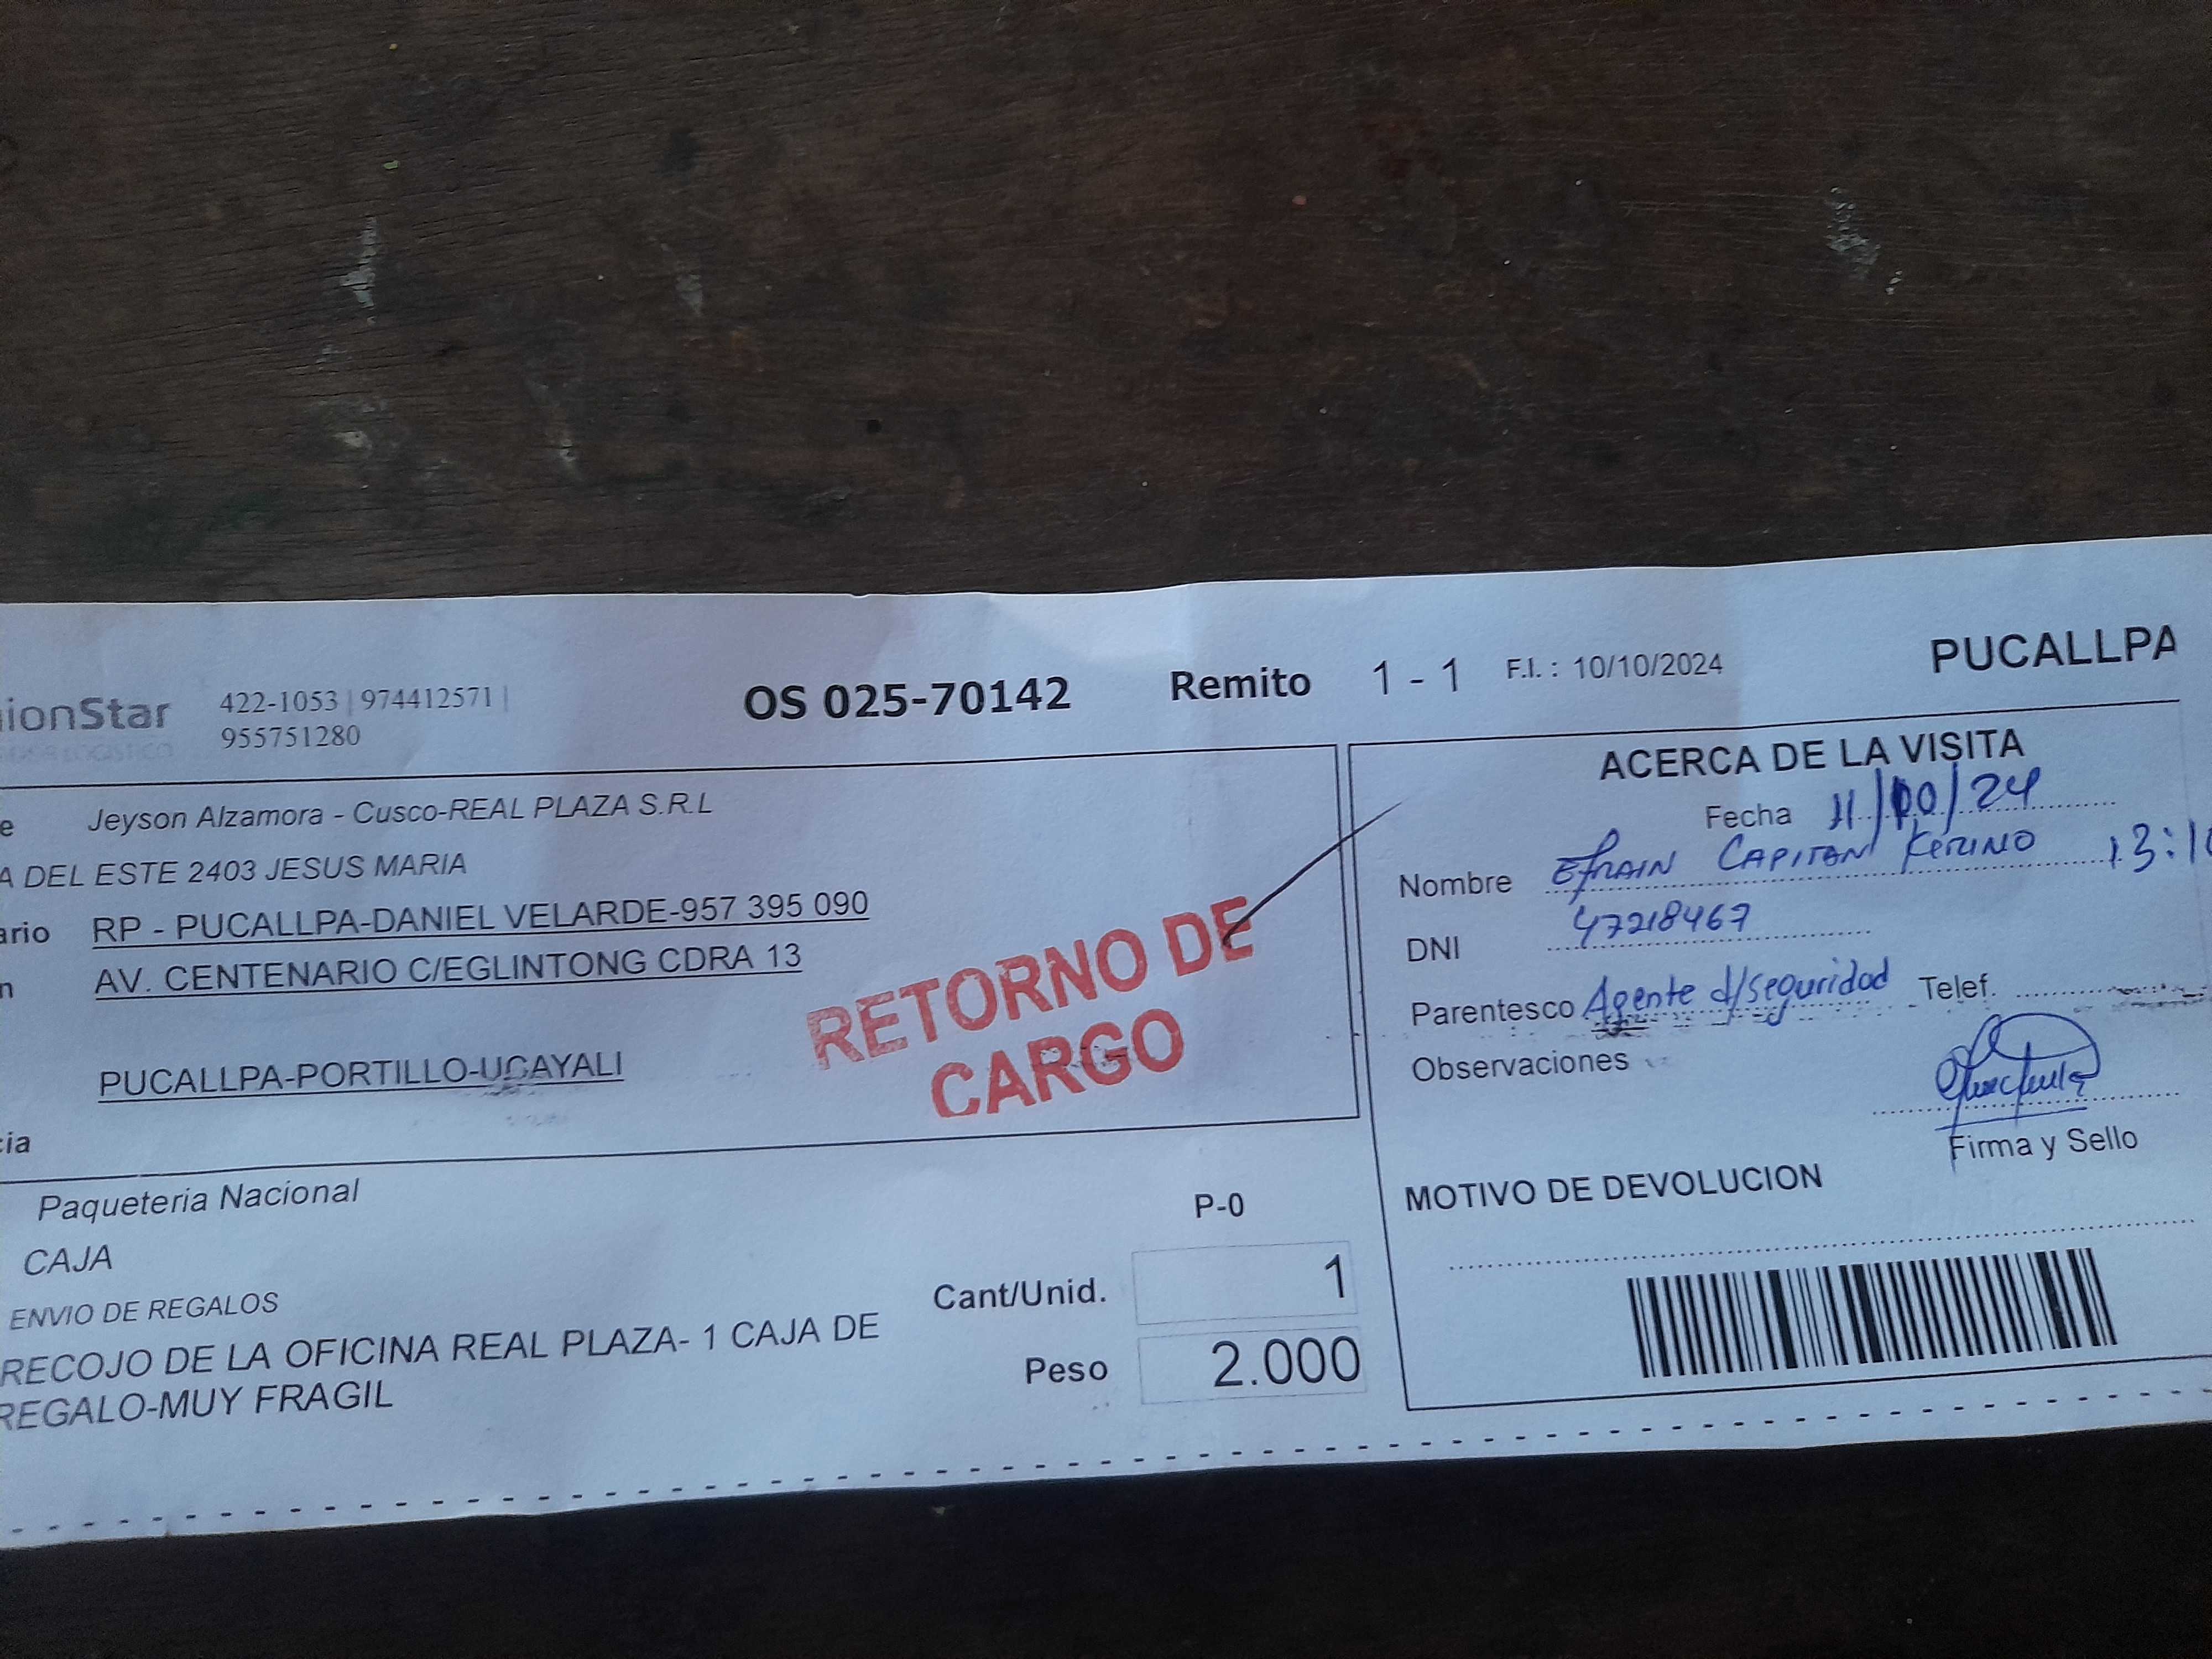 ionStar
422-1053 | 974412571 |
955751280
OS 025-70142
Remito 1 - 1
F.I. : 10/10/2024
PUCALLPA
e Jeyson Alzamora - Cusco-REAL PLAZA S.R.L
A DEL ESTE 2403 JESUS MARIA
ario RP - PUCALLPA-DANIEL VELARDE-957 395 090
n AV. CENTENARIO C/EGLINTONG CDRA 13
PUCALLPA-PORTILLO-UCAYALI
cia
RETORNO DE
CARGO
Paqueteria Nacional
CAJA
ENVIO DE REGALOS
RECOJO DE LA OFICINA REAL PLAZA- 1 CAJA DE
REGALO-MUY FRAGIL
P-0
Cant/Unid. 1
Peso 2.000
ACERCA DE LA VISITA
Fecha 11/10/24
Nombre EfrAIN CAPITAN 13:1
DNI 47218467
Parentesco Agente d/seguridad Telef.
Observaciones
Firma y Sello
MOTIVO DE DEVOLUCION